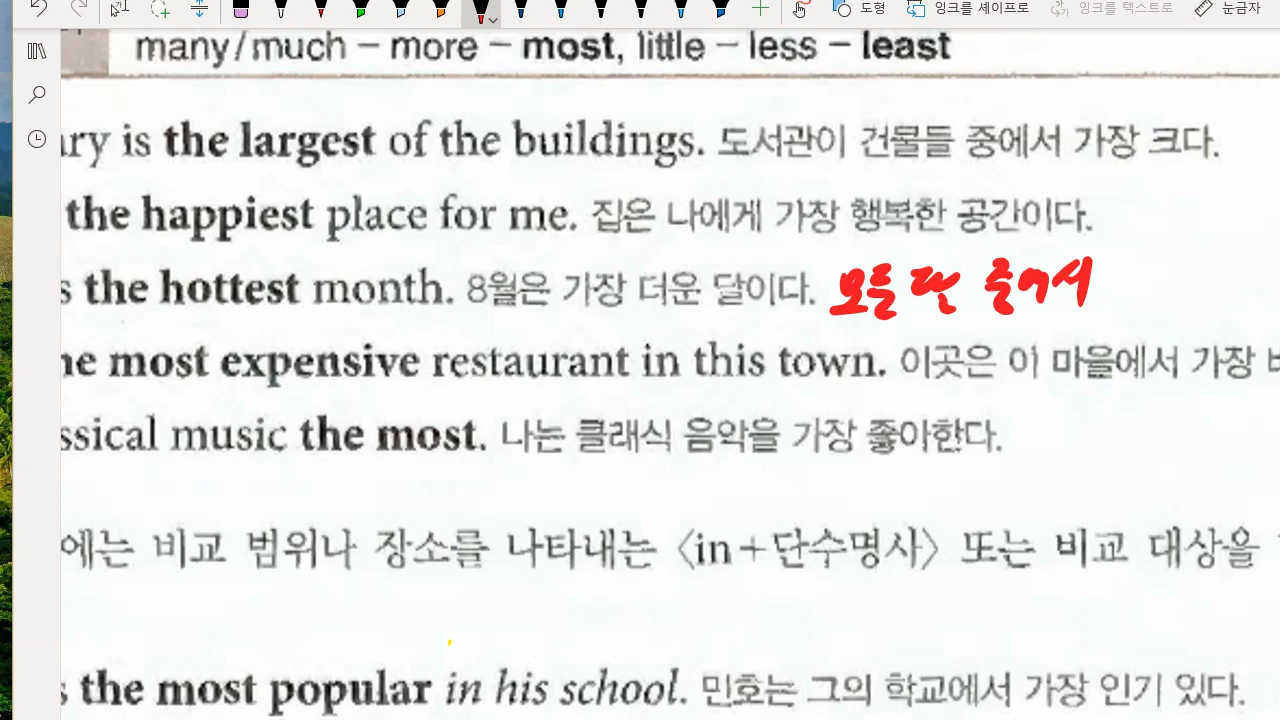 도형 잉크를 셰이프로 잉크를 텍스트로 눈금자
many/much – more – most, little – less – least
ary is the largest of the buildings. 도서관이 건물들 중에서 가장 크다.
the happiest place for me. 집은 나에게 가장 행복한 공간이다.
s the hottest month. 8월은 가장 더운 달이다. 모든 달 중에서
he most expensive restaurant in this town. 이곳은 이 마을에서 가장
ssical music the most. 나는 클래식 음악을 가장 좋아한다.
에는 비교 범위나 장소를 나타내는 〈in+단수명사〉 또는 비교 대상을
s the most popular in his school. 민호는 그의 학교에서 가장 인기 있다.